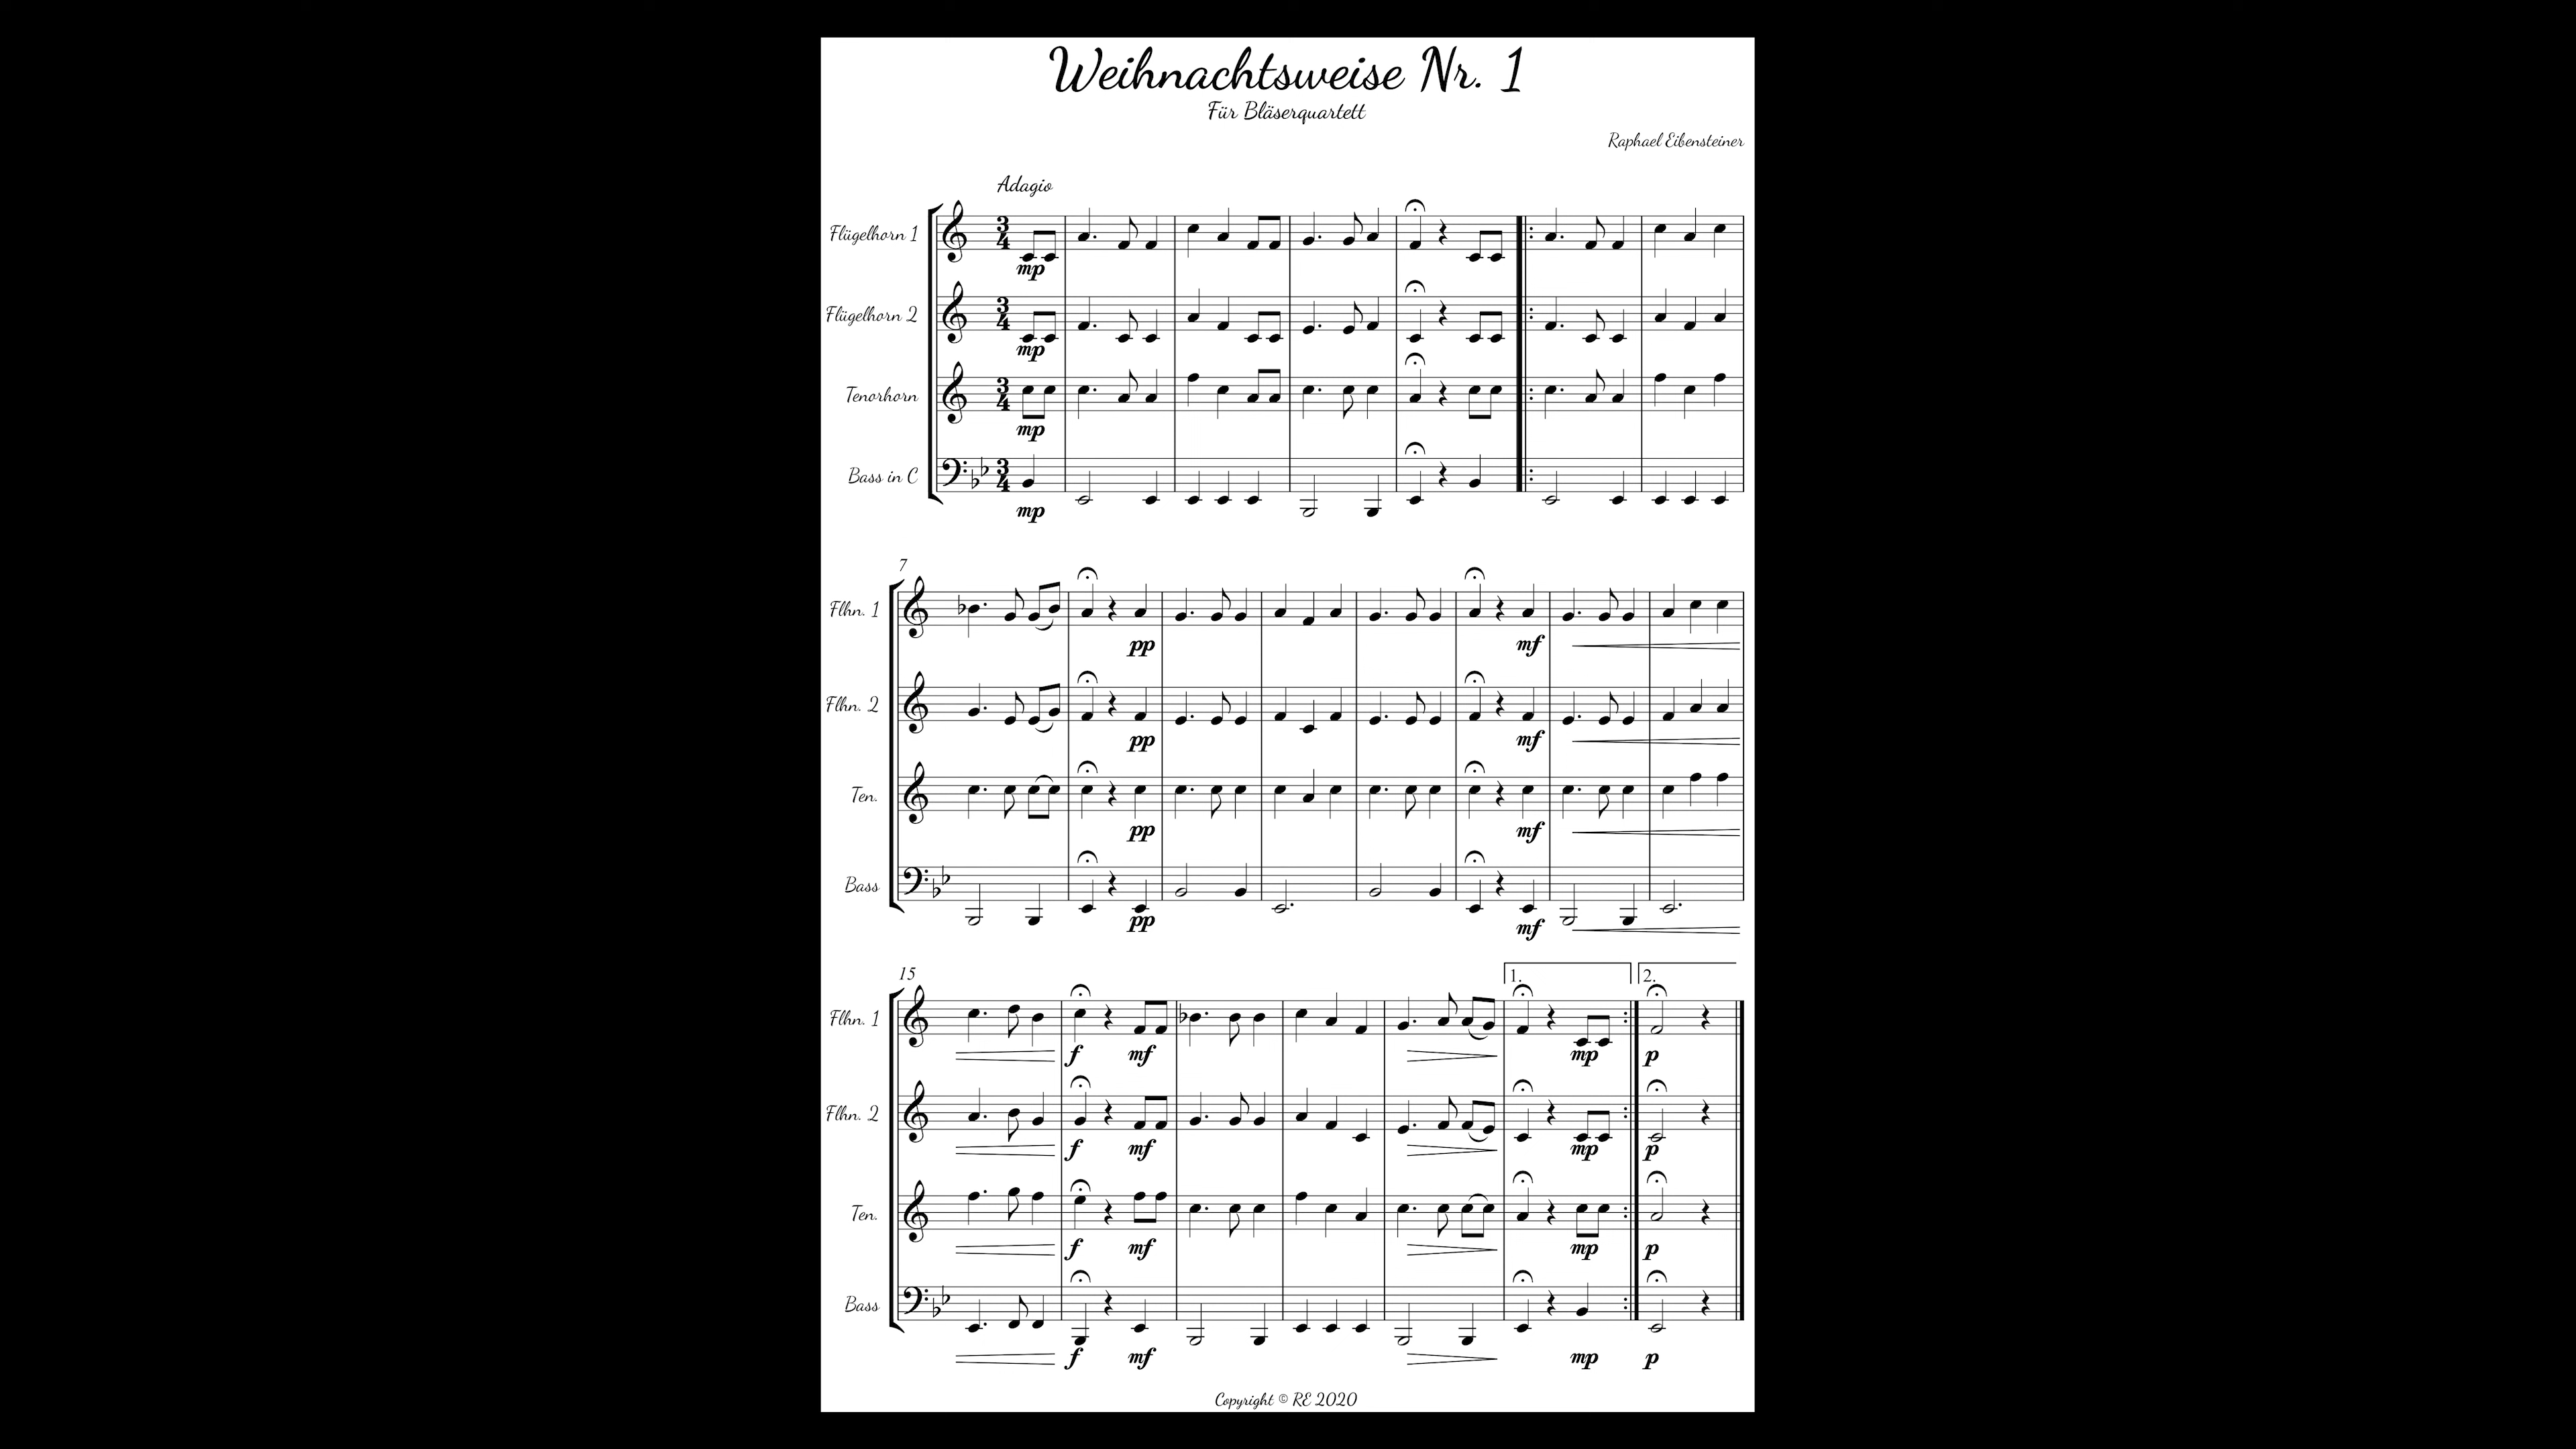 Weihnachtsweise Nr. 1
Für Bläserquartett
Raphael Eibensteiner
Adagio
Flügelhorn 1
mp
Flügelhorn 2
mp
Tenorhorn
mp
Bass in C
mp
7
Flhn. 1
pp mf
Flhn. 2
pp mf
Ten.
pp mf
Bass
pp mf
15
1. 2.
Flhn. 1
f mf mp p
Flhn. 2
f mf mp p
Ten.
f mf mp p
Bass
f mf mp p
Copyright © RE 2020